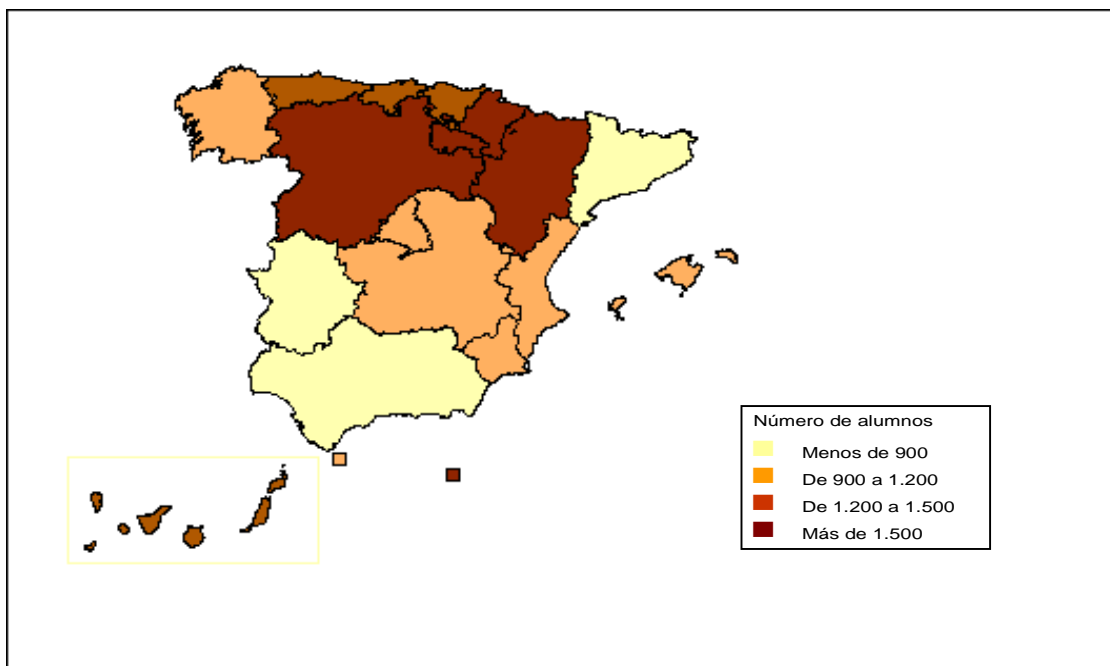 Número de alumnos
Menos de 900
De 900 a 1.200
De 1.200 a 1.500
Más de 1.500